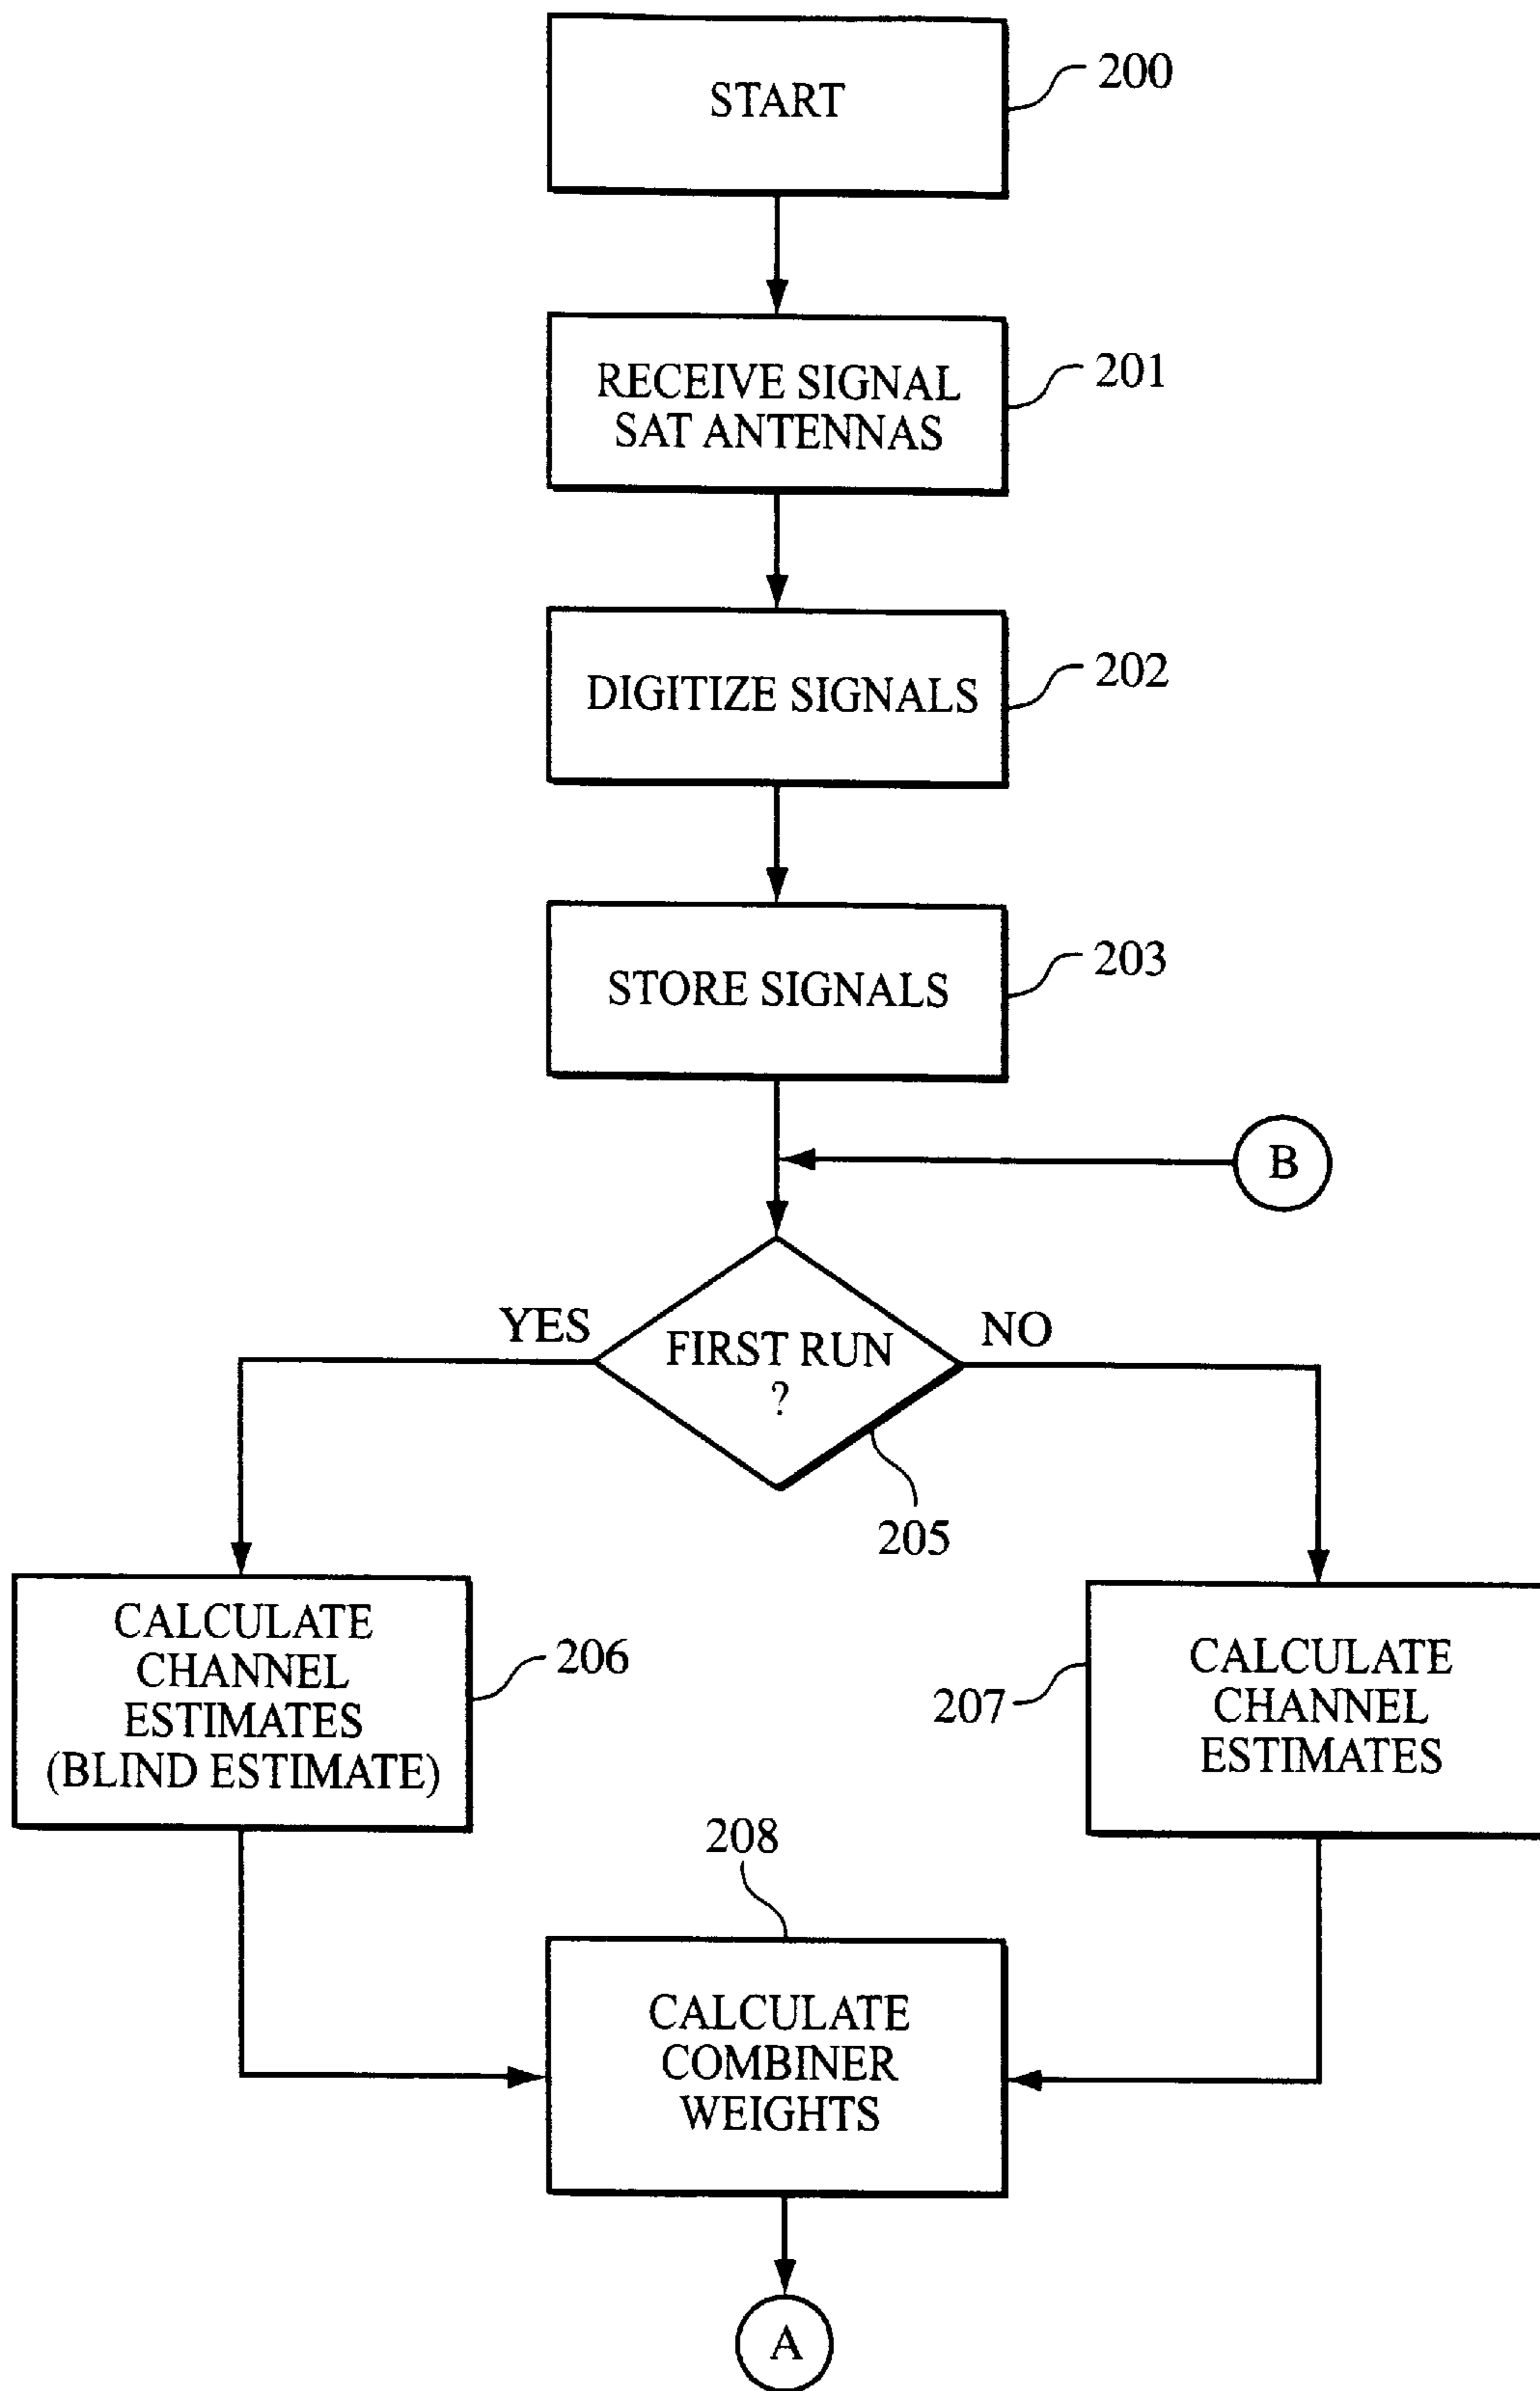 START
200
RECEIVE SIGNAL
SAT ANTENNAS
201
DIGITIZE SIGNALS
202
STORE SIGNALS
203
B
YES
FIRST RUN
?
NO
205
CALCULATE
CHANNEL
ESTIMATES
(BLIND ESTIMATE)
206
207
CALCULATE
CHANNEL
ESTIMATES
208
CALCULATE
COMBINER
WEIGHTS
A